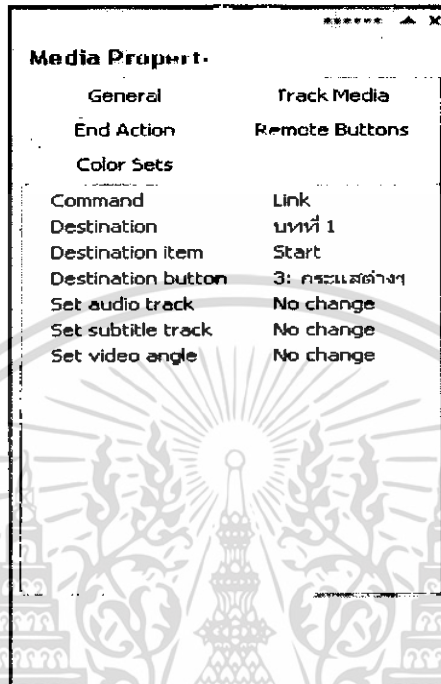 Media Propert
General Track Media
End Action Remote Buttons
Color Sets
Command Link
Destination บทที่ 1
Destination item Start
Destination button 3: กระแสต่างๆ
Set audio track No change
Set subtitle track No change
Set video angle No change